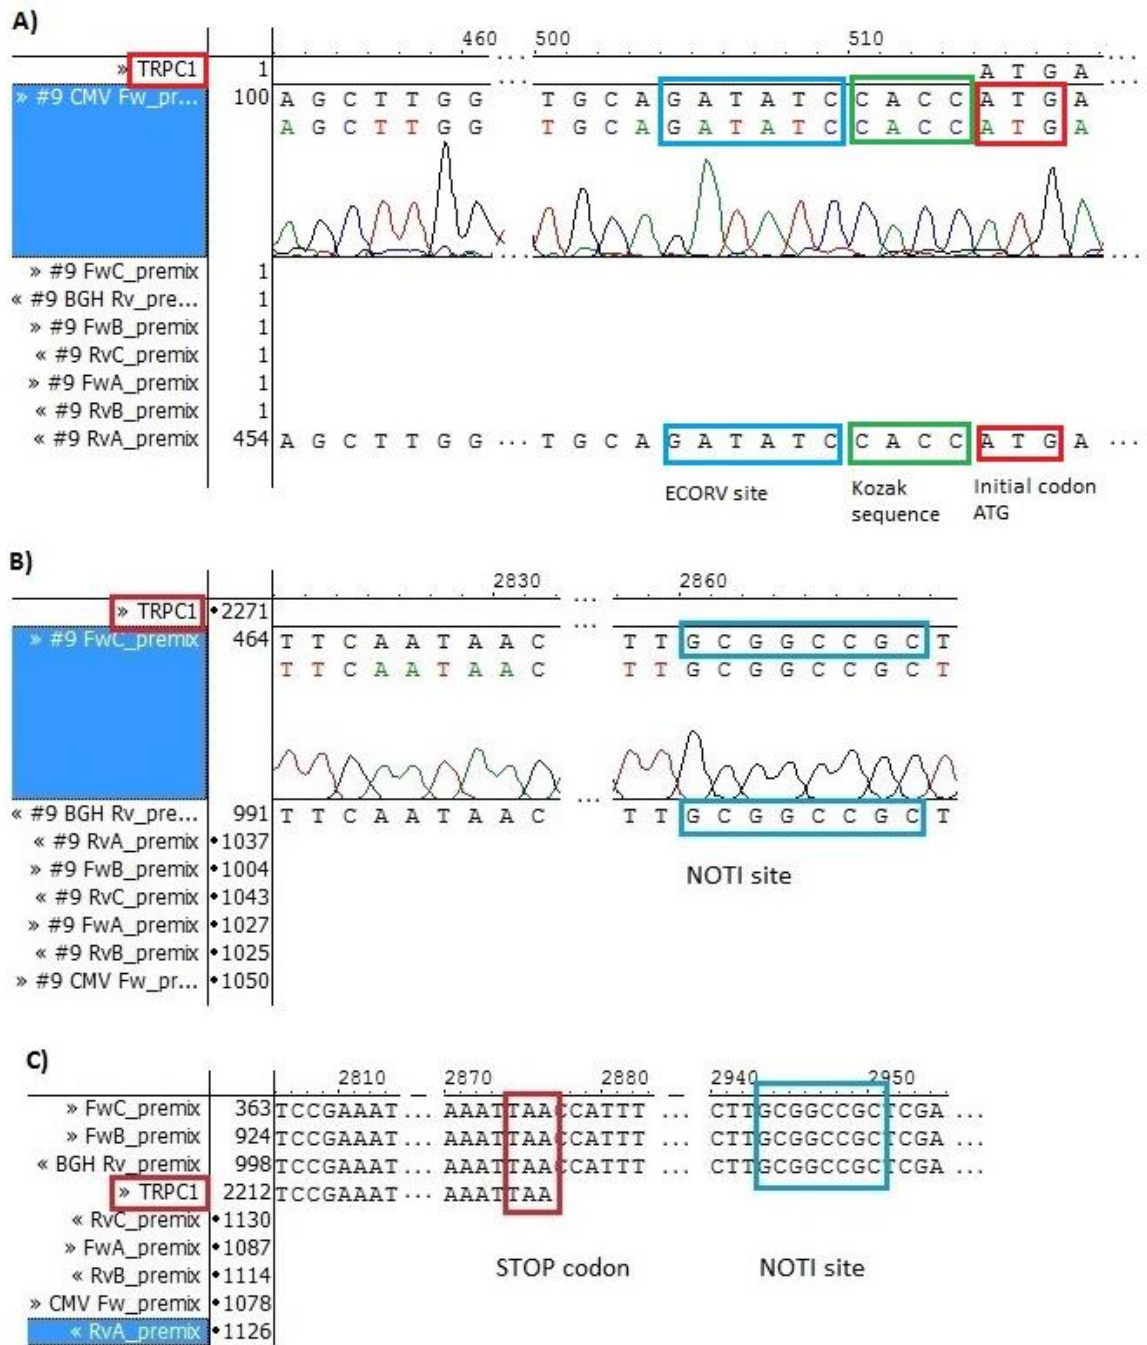 A)
460 ... 500 510 ...
» TRPC1 1 ... A T G A ...
» #9 CMV Fw_pr... 100 A G C T T G G T G C A G A T A T C C A C C A T G A
A G C T T G G T G C A G A T A T C C A C C A T G A
... ...
» #9 FwC_premix 1
« #9 BGH Rv_pre... 1
» #9 FwB_premix 1
« #9 RvC_premix 1
» #9 FwA_premix 1
« #9 RvB_premix 1
« #9 RvA_premix 454 A G C T T G G ... T G C A G A T A T C C A C C A T G A ...
ECORV site Kozak sequence Initial codon ATG
B)
2830 ... 2860
» TRPC1 •2271 ...
» #9 FwC_premix 464 T T C A A T A A C T T G C G G C C G C T
T T C A A T A A C T T G C G G C C G C T
...
« #9 BGH Rv_pre... 991 T T C A A T A A C T T G C G G C C G C T
« #9 RvA_premix •1037
» #9 FwB_premix •1004
« #9 RvC_premix •1043
» #9 FwA_premix •1027
« #9 RvB_premix •1025
» #9 CMV Fw_pr... •1050
NOTI site
C)
2810 2870 2880 2940 2950
» FwC_premix 363 TCCGAAAT ... AAATTAACCATTT ... CTTGCGGCCGCTCGA ...
» FwB_premix 924 TCCGAAAT ... AAATTAACCATTT ... CTTGCGGCCGCTCGA ...
« BGH Rv_premix 998 TCCGAAAT ... AAATTAACCATTT ... CTTGCGGCCGCTCGA ...
» TRPC1 2212 TCCGAAAT ... AAATTAA
« RvC_premix •1130
» FwA_premix •1087
« RvB_premix •1114
» CMV Fw_premix •1078
« RvA_premix •1126
STOP codon NOTI site